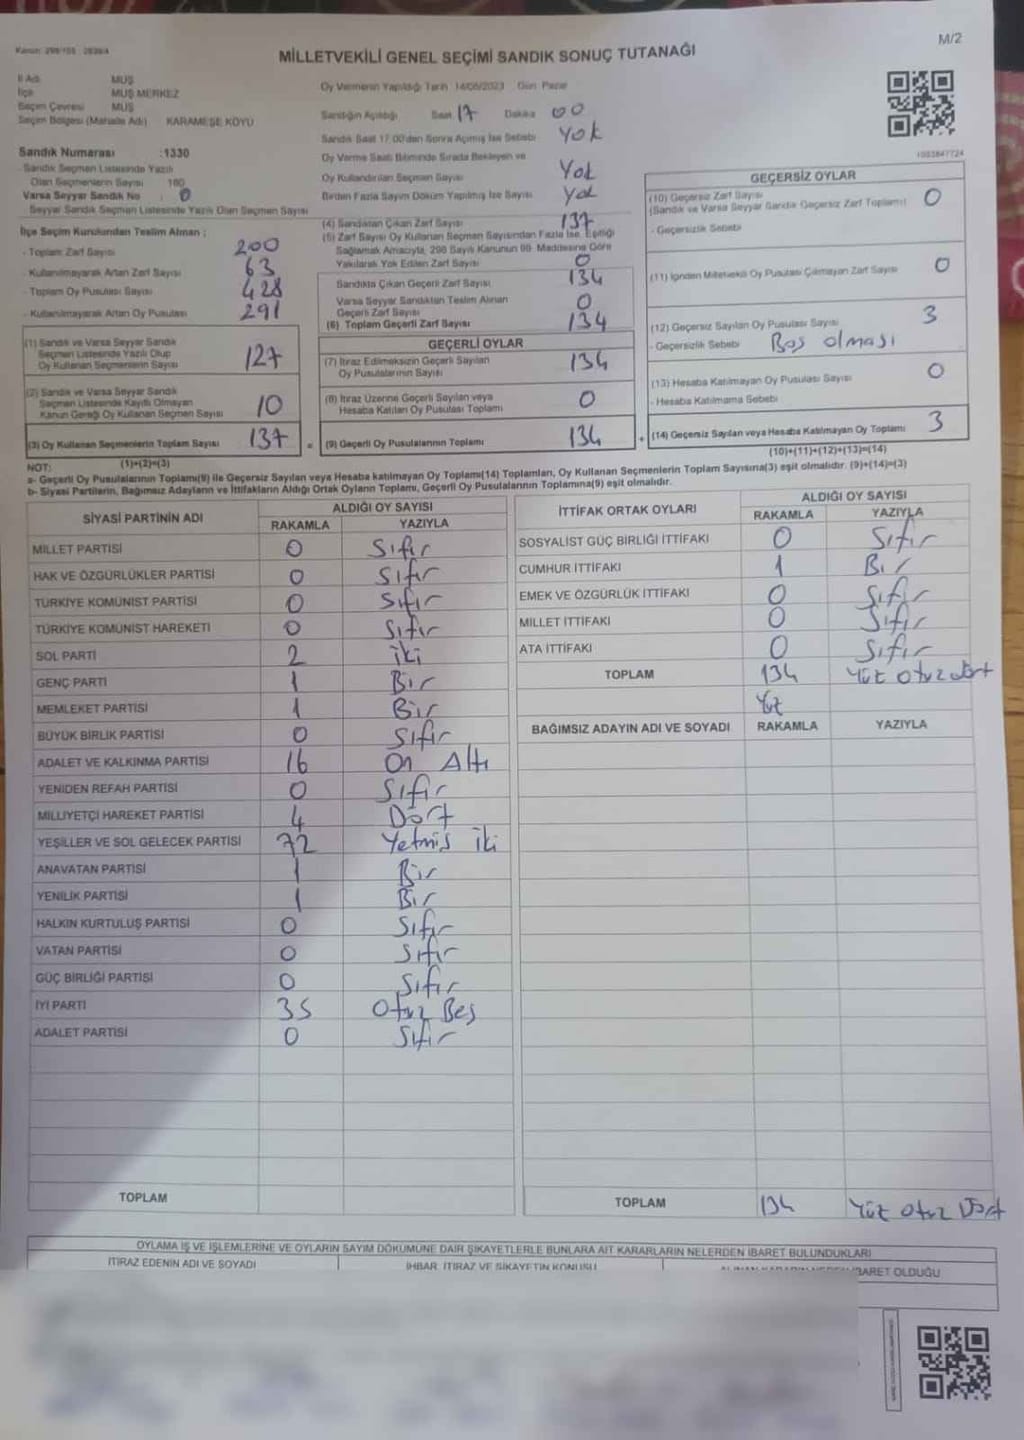 M/2
MİLLETVEKİLİ GENEL SEÇİMİ SANDIK SONUÇ TUTANAĞI
İl Adı MUŞ
İlçe MUŞ MERKEZ
Seçim Çevresi MUŞ
Seçim Bölgesi (Mahalle Adı) KARAMEŞE KÖYÜ
Sandık Numarası :1330
- Sandık Seçmen Listesinde Yazılı
Olan Seçmenlerin Sayısı 160
Varsa Seyyar Sandık No : 0
Seyyar Sandık Seçmen Listesinde Yazılı Olan Seçmen Sayısı
İlçe Seçim Kurulundan Teslim Alınan ;
- Toplam Zarf Sayısı 200
- Kullanılmayarak Artan Zarf Sayısı 63
- Toplam Oy Pusulası Sayısı 428
- Kullanılmayarak Artan Oy Pusulası 291
(1) Sandık ve Varsa Seyyar Sandık
Seçmen Listesinde Yazılı Olup
Oy Kullanan Seçmenlerin Sayısı 127
(2) Sandık ve Varsa Seyyar Sandık
Seçmen Listesinde Kayıtlı Olmayan
Kanun Gereği Oy Kullanan Seçmen Sayısı 10
(3) Oy Kullanan Seçmenlerin Toplam Sayısı 137
(1)+(2)=(3)
Oy Vermenin Yapıldığı Tarih 14/05/2023 Gün Pazar
Sandığın Açıldığı Saat 17 Dakika 00
Sandık Saat 17:00'den Sonra Açılmış İse Sebebi Yok
Oy Verme Saati Bitiminde Sırada Bekleyen ve
Oy Kullandırılan Seçmen Sayısı Yok
Birden Fazla Sayım Döküm Yapılmış İse Sayısı Yok
(4) Sandıktan Çıkan Zarf Sayısı 137
(5) Zarf Sayısı Oy Kullanan Seçmen Sayısından Fazla İse, Eşitliği
Sağlamak Amacıyla, 298 Sayılı Kanunun 98. Maddesine Göre
Yakılarak Yok Edilen Zarf Sayısı 0
Sandıkta Çıkan Geçerli Zarf Sayısı 134
Varsa Seyyar Sandıktan Teslim Alınan
Geçerli Zarf Sayısı 0
(6) Toplam Geçerli Zarf Sayısı 134
GEÇERLİ OYLAR
(7) İtiraz Edilmeksizin Geçerli Sayılan
Oy Pusulalarının Sayısı 134
(8) İtiraz Üzerine Geçerli Sayılan veya
Hesaba Katılan Oy Pusulası Toplamı 0
= (9) Geçerli Oy Pusulalarının Toplamı 134
1003847724
GEÇERSİZ OYLAR
(10) Geçersiz Zarf Sayısı 0
(Sandık ve Varsa Seyyar Sandık Geçersiz Zarf Toplamı)
- Geçersizlik Sebebi
(11) İçinden Milletvekili Oy Pusulası Çıkmayan Zarf Sayısı 0
(12) Geçersiz Sayılan Oy Pusulası Sayısı 3
- Geçersizlik Sebebi Boş olması
(13) Hesaba Katılmayan Oy Pusulası Sayısı 0
- Hesaba Katılmama Sebebi
+ (14) Geçersiz Sayılan veya Hesaba Katılmayan Oy Toplamı 3
(10)+(11)+(12)+(13)=(14)
NOT:
a- Geçerli Oy Pusulalarının Toplamı(9) ile Geçersiz Sayılan veya Hesaba katılmayan Oy Toplamı(14) Toplamları, Oy Kullanan Seçmenlerin Toplam Sayısına(3) eşit olmalıdır. (9)+(14)=(3)
b- Siyasi Partilerin, Bağımsız Adayların ve İttifakların Aldığı Ortak Oyların Toplamı, Geçerli Oy Pusulalarının Toplamına(9) eşit olmalıdır.
SİYASİ PARTİNİN ADI ALDIĞI OY SAYISI
RAKAMLA YAZIYLA
MİLLET PARTİSİ 0 Sıfır
HAK VE ÖZGÜRLÜKLER PARTİSİ 0 Sıfır
TÜRKİYE KOMÜNİST PARTİSİ 0 Sıfır
TÜRKİYE KOMÜNİST HAREKETİ 0 Sıfır
SOL PARTİ 2 iki
GENÇ PARTİ 1 Bir
MEMLEKET PARTİSİ 1 Bir
BÜYÜK BİRLİK PARTİSİ 0 Sıfır
ADALET VE KALKINMA PARTİSİ 16 On Altı
YENİDEN REFAH PARTİSİ 0 Sıfır
MİLLİYETÇİ HAREKET PARTİSİ 4 Dört
YEŞİLLER VE SOL GELECEK PARTİSİ 72 Yetmiş iki
ANAVATAN PARTİSİ 1 Bir
YENİLİK PARTİSİ 1 Bir
HALKIN KURTULUŞ PARTİSİ 0 Sıfır
VATAN PARTİSİ 0 Sıfır
GÜÇ BİRLİĞİ PARTİSİ 0 Sıfır
İYİ PARTİ 35 Otuz Beş
ADALET PARTİSİ 0 Sıfır
TOPLAM
İTTİFAK ORTAK OYLARI ALDIĞI OY SAYISI
RAKAMLA YAZIYLA
SOSYALİST GÜÇ BİRLİĞİ İTTİFAKI 0 Sıfır
CUMHUR İTTİFAKI 1 Bir
EMEK VE ÖZGÜRLÜK İTTİFAKI 0 Sıfır
MİLLET İTTİFAKI 0 Sıfır
ATA İTTİFAKI 0 Sıfır
TOPLAM 134 Yüz otuz dört
BAĞIMSIZ ADAYIN ADI VE SOYADI RAKAMLA YAZIYLA
TOPLAM 134 Yüz otuz Dört
OYLAMA İŞ VE İŞLEMLERİNE VE OYLARIN SAYIM DÖKÜMÜNE DAİR ŞİKAYETLERLE BUNLARA AİT KARARLARIN NELERDEN İBARET BULUNDUKLARI
İTİRAZ EDENİN ADI VE SOYADI İHBAR, İTİRAZ VE ŞİKAYETİN KONUSU İBARET OLDUĞU